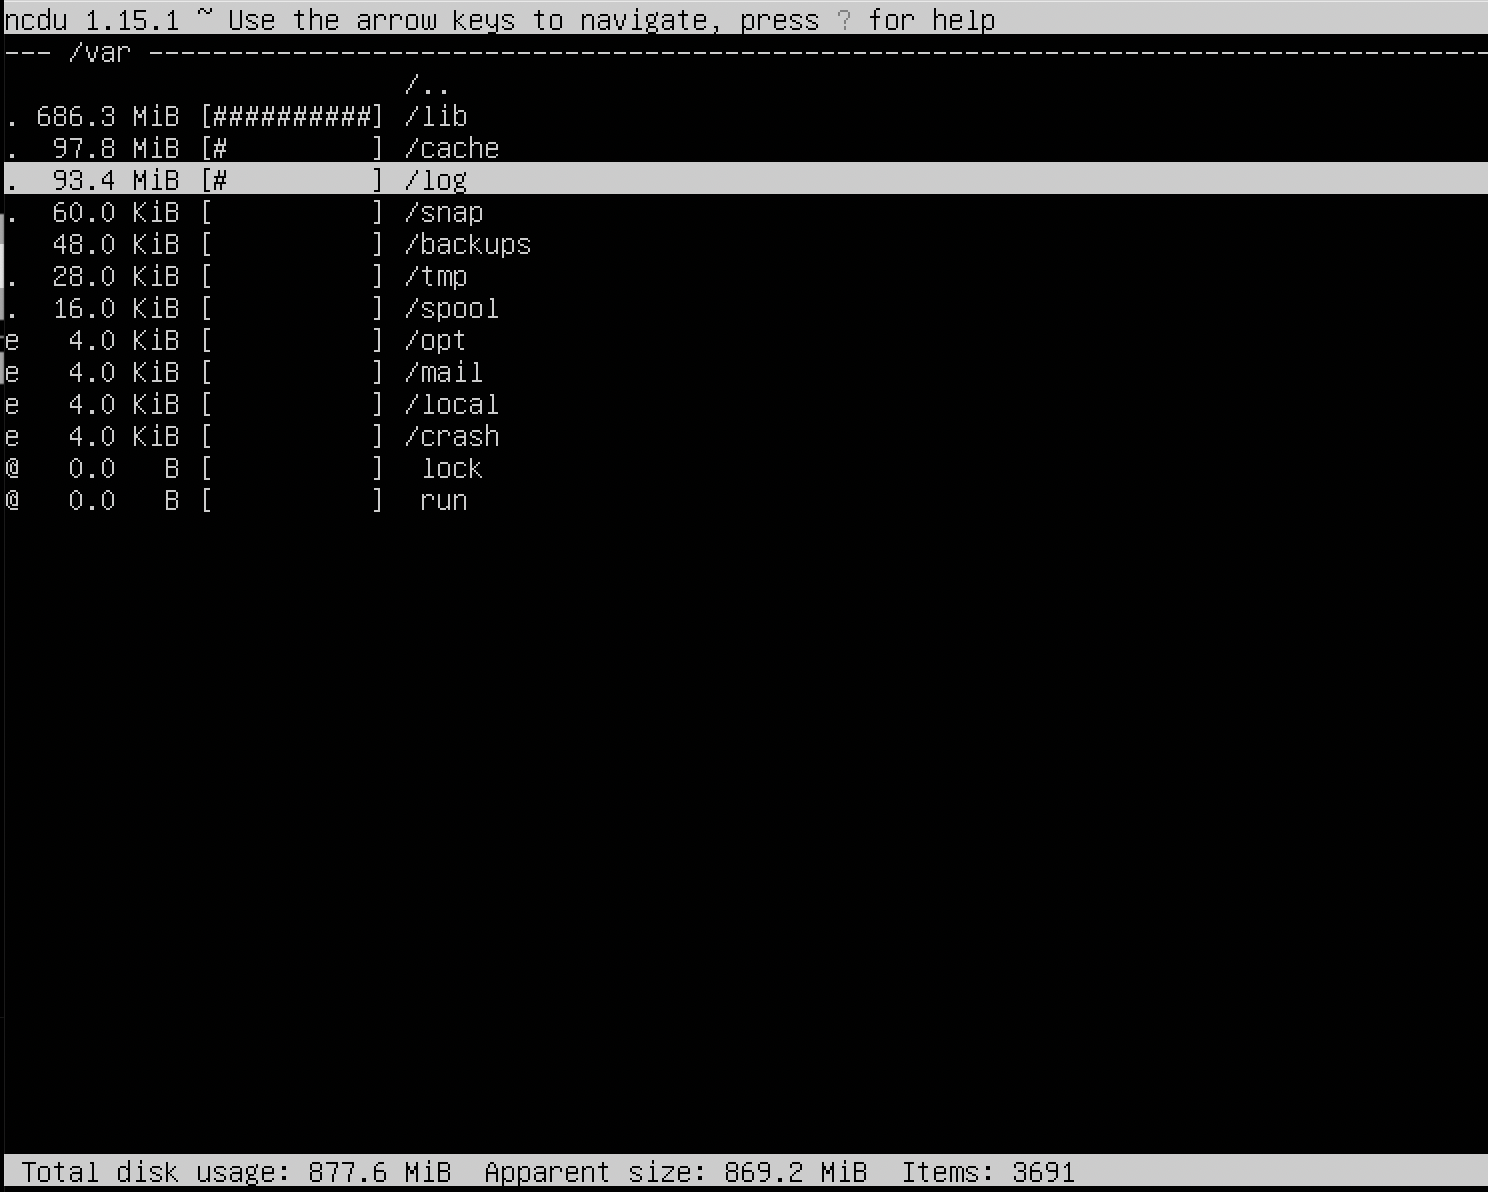 ncdu 1.15.1 ~ Use the arrow keys to navigate, press ? for help
--- /var ------------------------------------------------------------------------------------
                         /..
. 686.3 MiB [##########] /lib
.  97.8 MiB [#         ] /cache
.  93.4 MiB [#         ] /log
.  60.0 KiB [          ] /snap
   48.0 KiB [          ] /backups
.  28.0 KiB [          ] /tmp
.  16.0 KiB [          ] /spool
e   4.0 KiB [          ] /opt
e   4.0 KiB [          ] /mail
e   4.0 KiB [          ] /local
e   4.0 KiB [          ] /crash
@   0.0   B [          ]  lock
@   0.0   B [          ]  run
 Total disk usage: 877.6 MiB  Apparent size: 869.2 MiB  Items: 3691